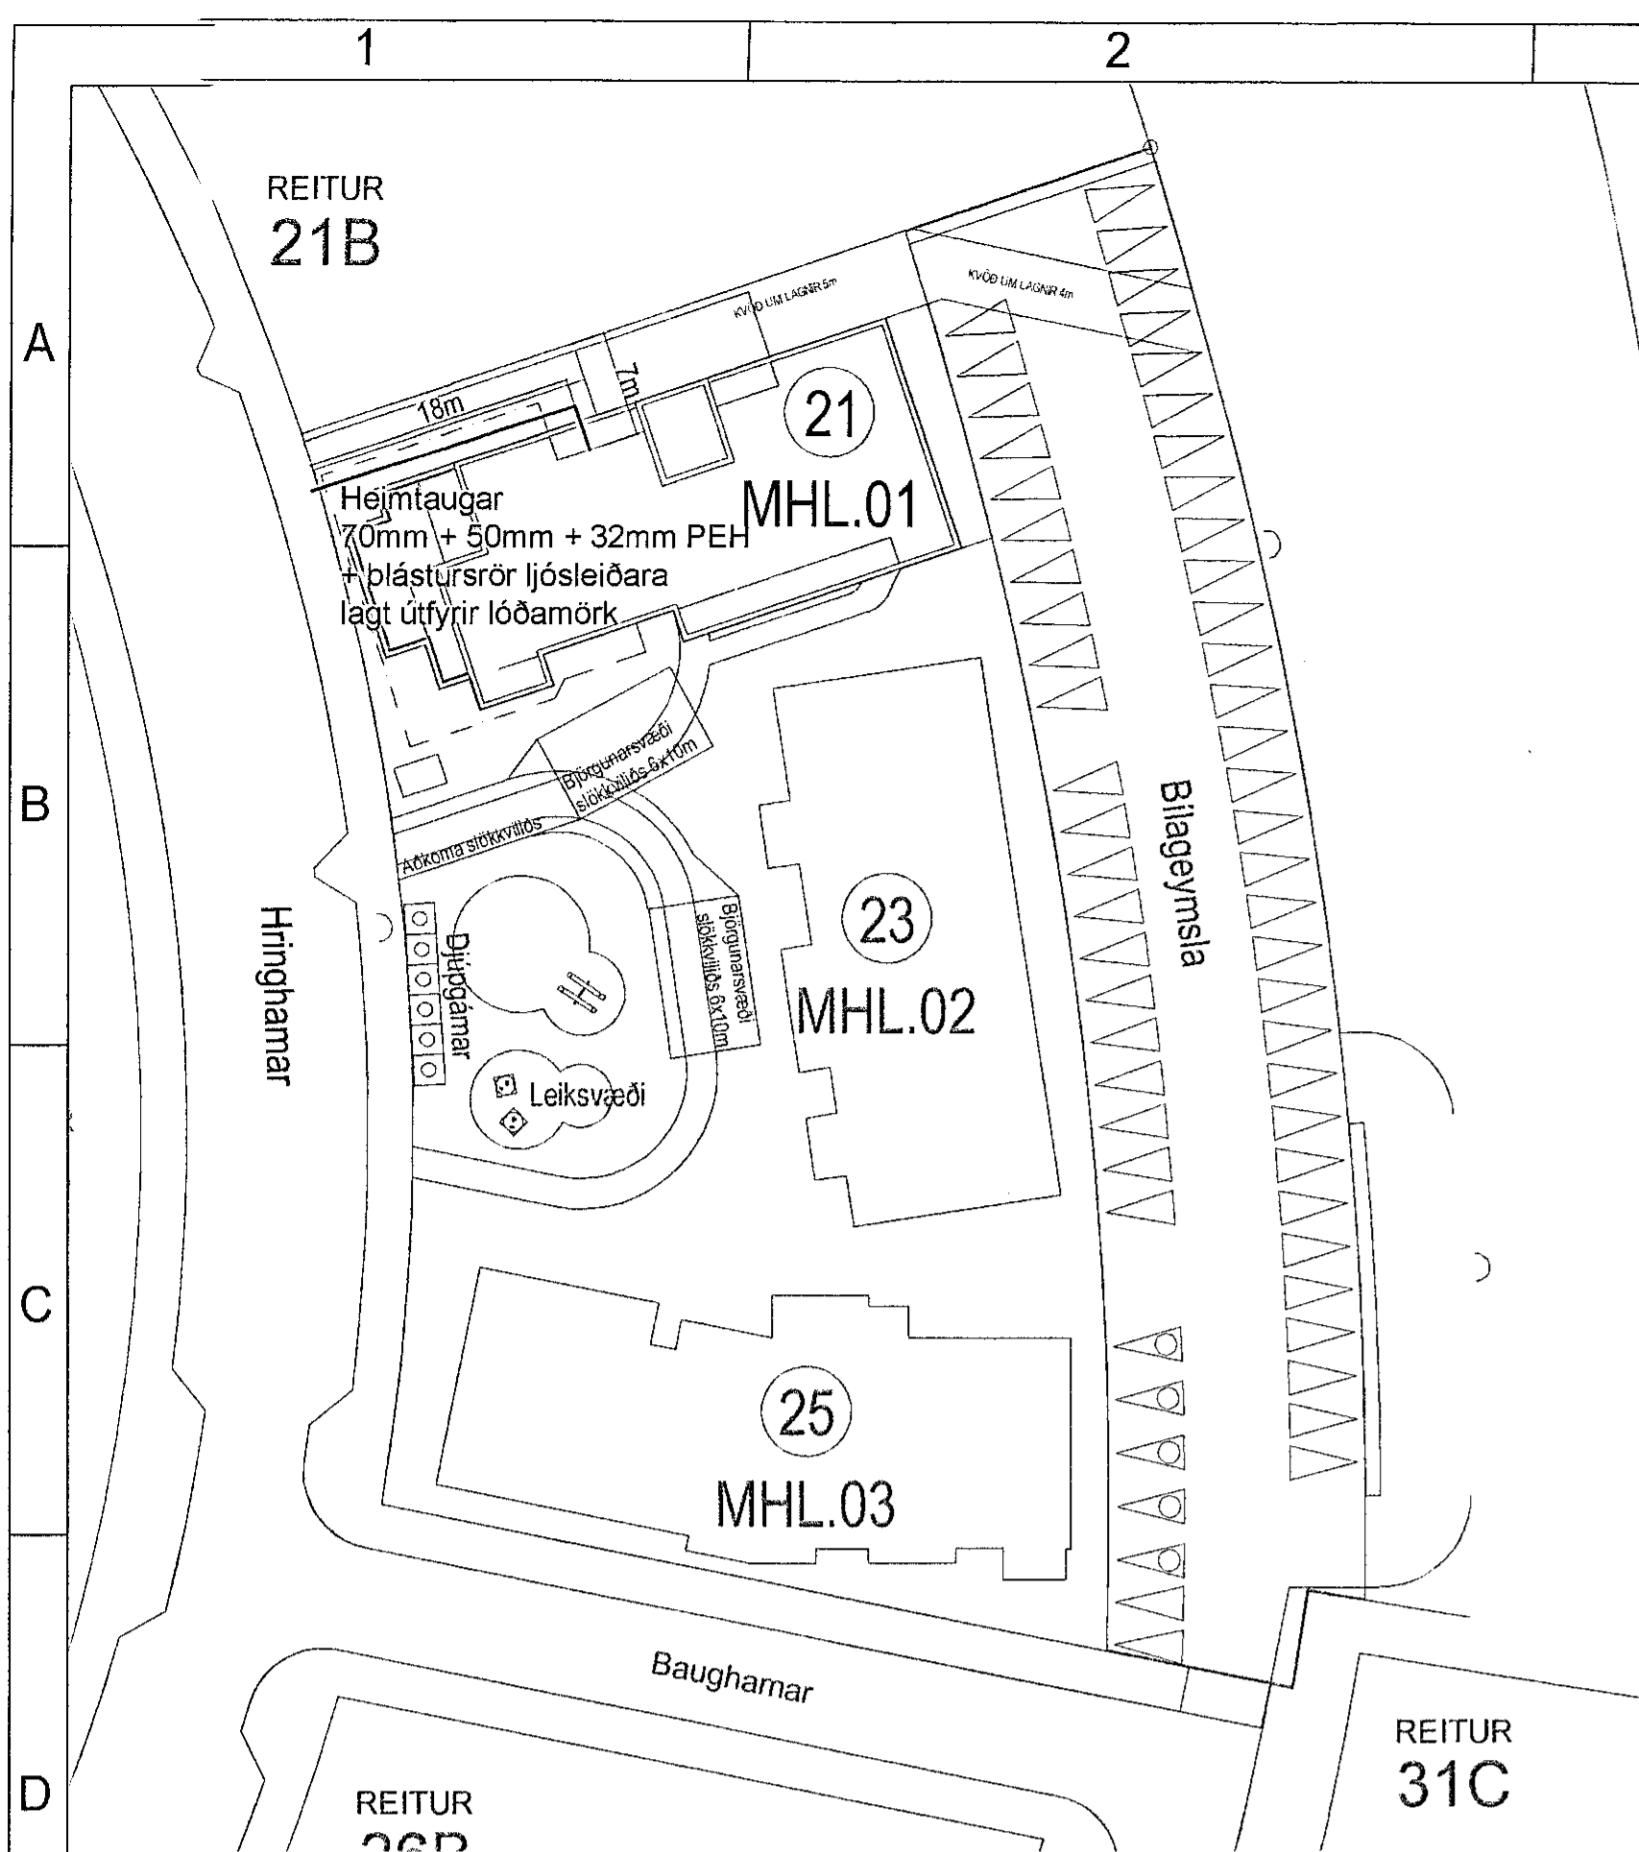 1
2
REITUR
21B
KVÖÐ UM LAGNIR 5m
KVÖÐ UM LAGNIR 4m
A
18m
7m
21
MHL.01
Heimtaugar
70mm + 50mm + 32mm PEH
+ blástursrör ljósleiðara
lagt útfyrir lóðamörk
Björgunarsvæði
slökkviliðs 6x10m
B
Aðkoma slökkviliðs
Bílageymsla
23
MHL.02
Björgunarsvæði
slökkviliðs 6x10m
Hringhamar
Djúpgámar
Leiksvæði
C
25
MHL.03
Baughamar
REITUR
31C
D
REITUR